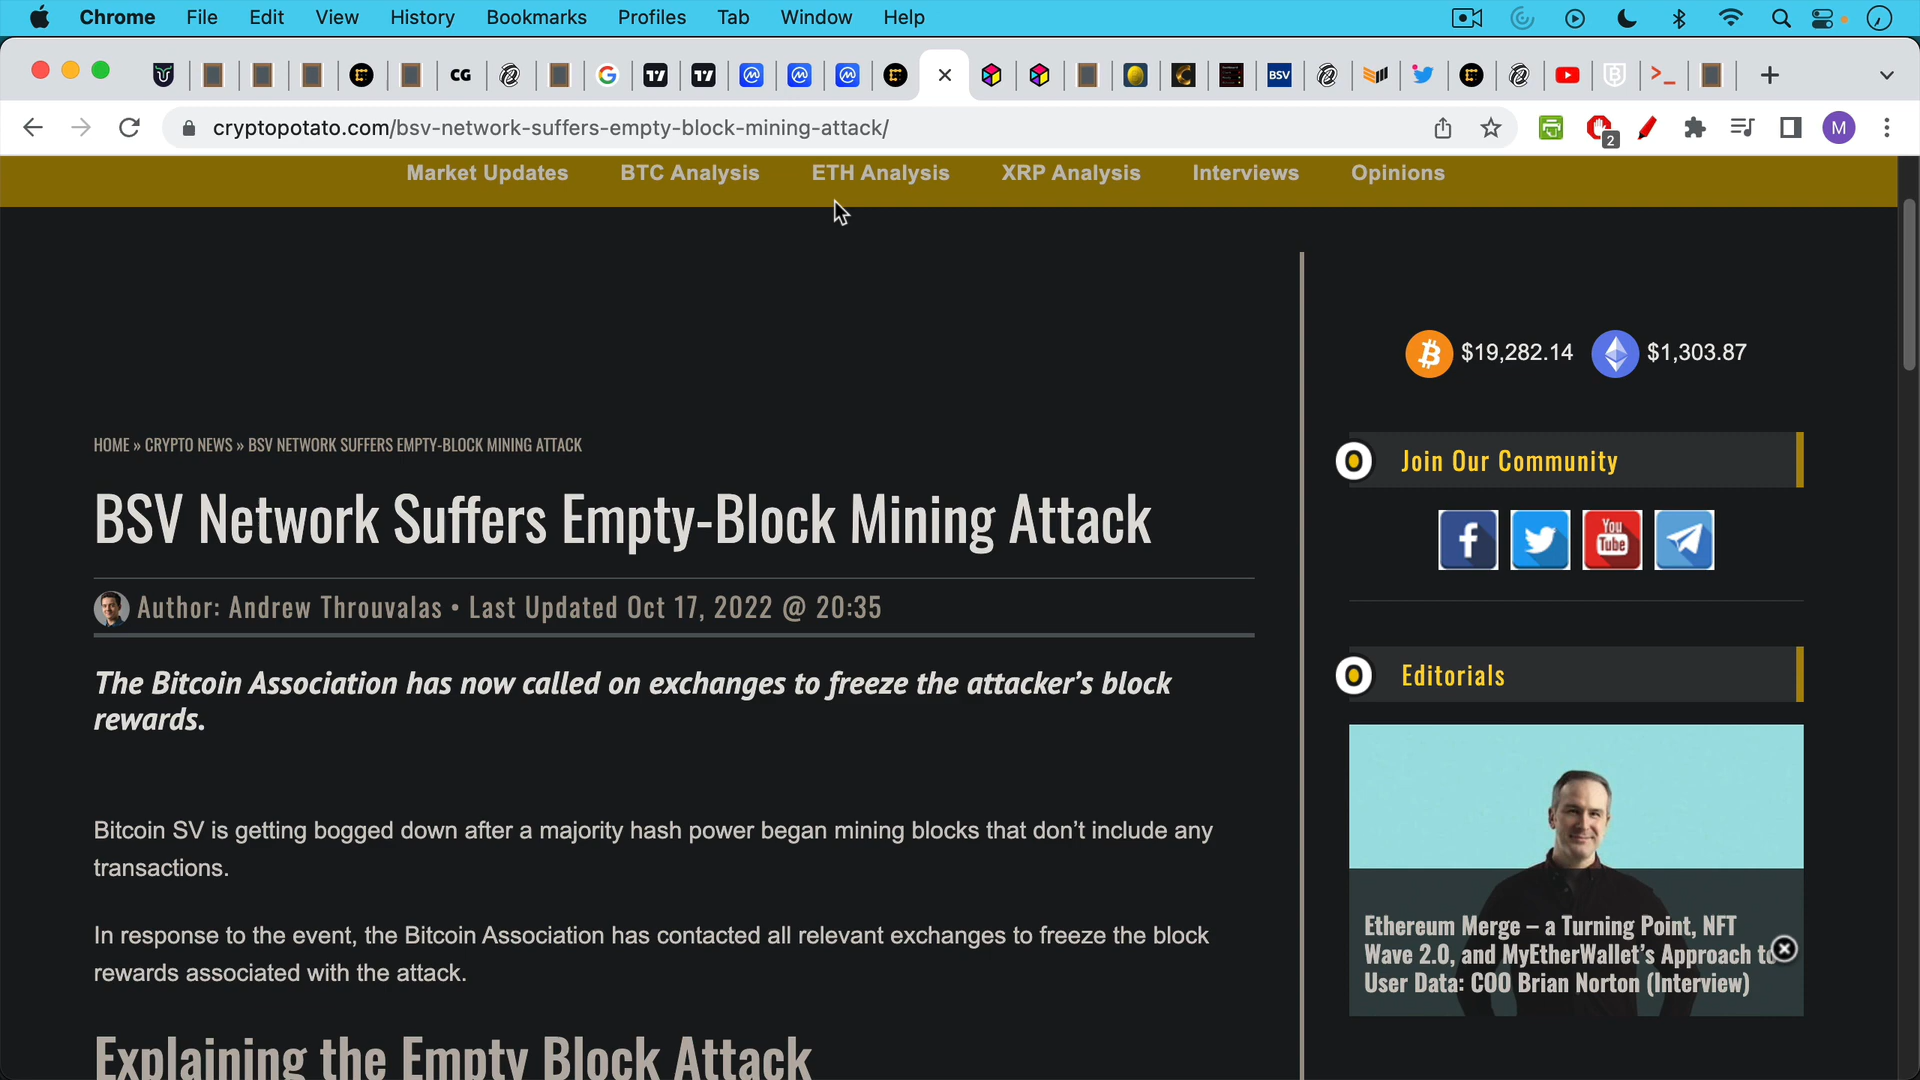 Chrome File Edit View History Bookmarks Profiles Tab Window Help
CG
BSV
cryptopotato.com/bsv-network-suffers-empty-block-mining-attack/
2
M
Market Updates BTC Analysis ETH Analysis XRP Analysis Interviews Opinions
$19,282.14 $1,303.87
HOME » CRYPTO NEWS » BSV NETWORK SUFFERS EMPTY-BLOCK MINING ATTACK
Join Our Community
BSV Network Suffers Empty-Block Mining Attack
You
Tube
Author: Andrew Throuvalas • Last Updated Oct 17, 2022 @ 20:35
The Bitcoin Association has now called on exchanges to freeze the attacker's block
rewards.
Editorials
Bitcoin SV is getting bogged down after a majority hash power began mining blocks that don't include any
transactions.
In response to the event, the Bitcoin Association has contacted all relevant exchanges to freeze the block
rewards associated with the attack.
Ethereum Merge – a Turning Point, NFT
Wave 2.0, and MyEtherWallet's Approach to
User Data: COO Brian Norton (Interview)
Explaining the Empty Block Attack